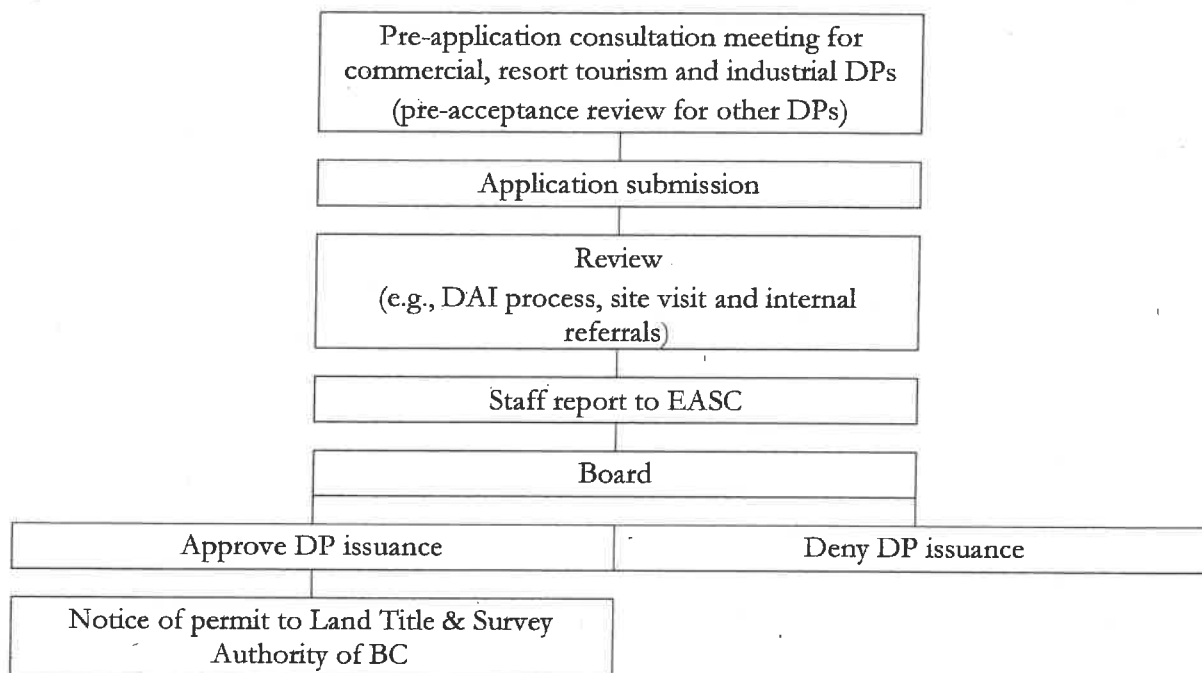 Pre-application consultation meeting for
commercial, resort tourism and industrial DPs
(pre-acceptance review for other DPs)
Application submission
Review
(e.g., DAI process, site visit and internal
referrals)
Staff report to EASC
Board
Approve DP issuance
Deny DP issuance
Notice of permit to Land Title & Survey
Authority of BC